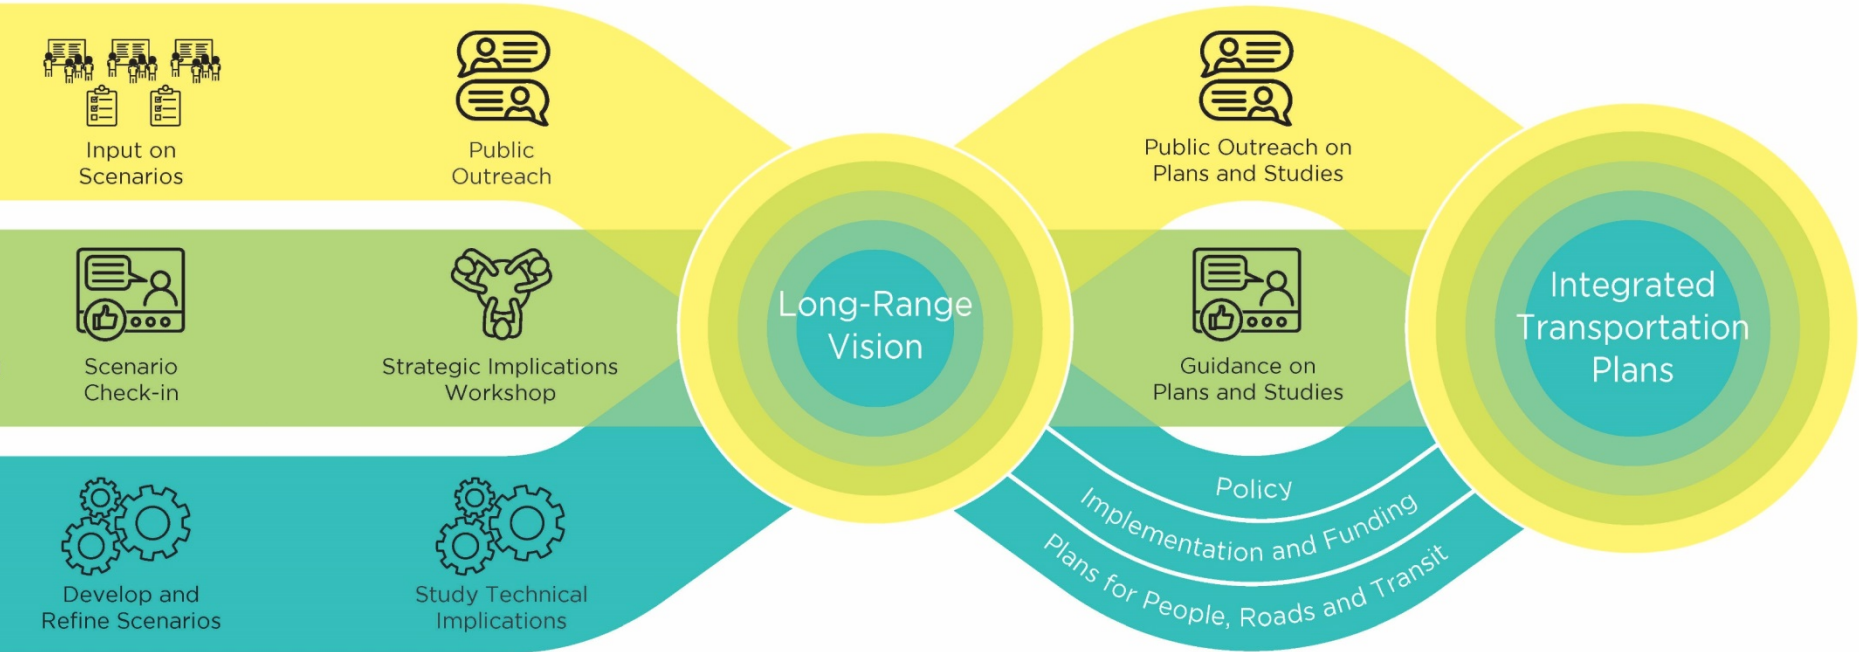 Input on
Scenarios
Public
Outreach
Scenario
Check-in
Strategic Implications
Workshop
Develop and
Refine Scenarios
Study Technical
Implications
Long-Range
Vision
Public Outreach on
Plans and Studies
Guidance on
Plans and Studies
Policy
Implementation and Funding
Plans for People, Roads and Transit
Integrated
Transportation
Plans